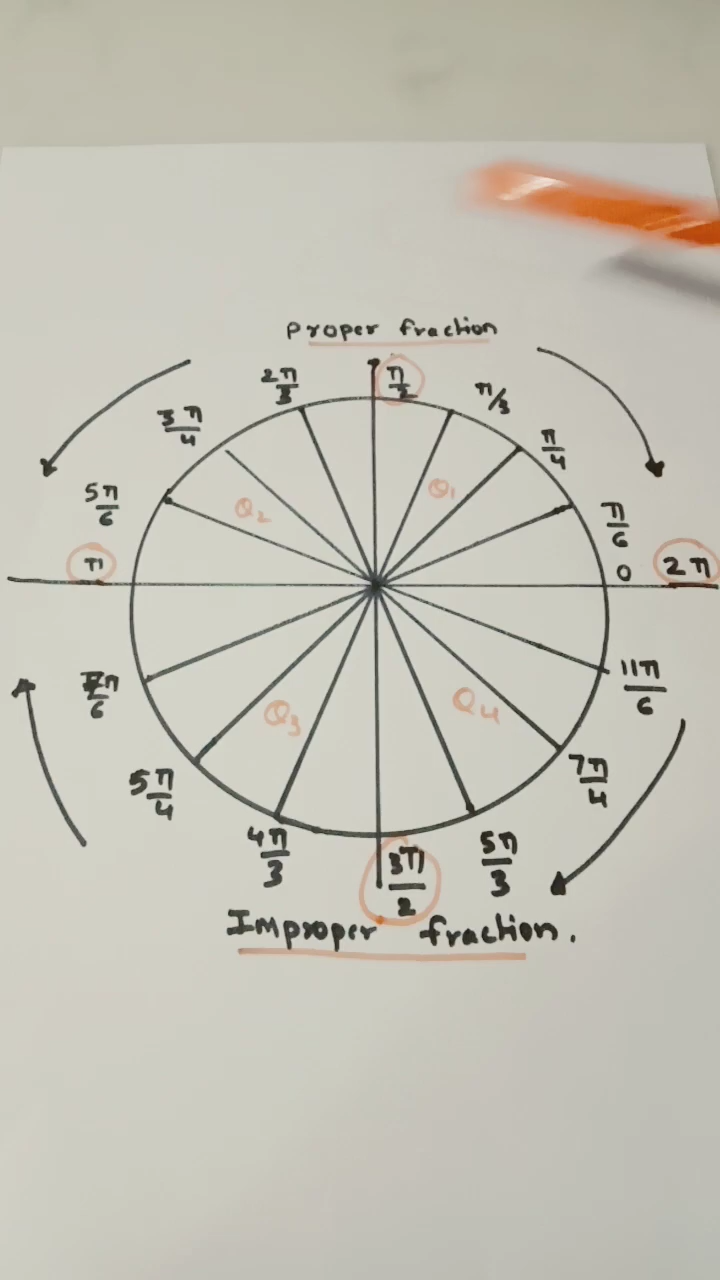 Proper fraction
2π/3
π/2
π/3
3π/4
π/4
5π/6
Q2
Q1
π/6
π
0
2π
7π/6
11π/6
Q3
Q4
5π/4
7π/4
4π/3
3π/2
5π/3
Improper fraction.